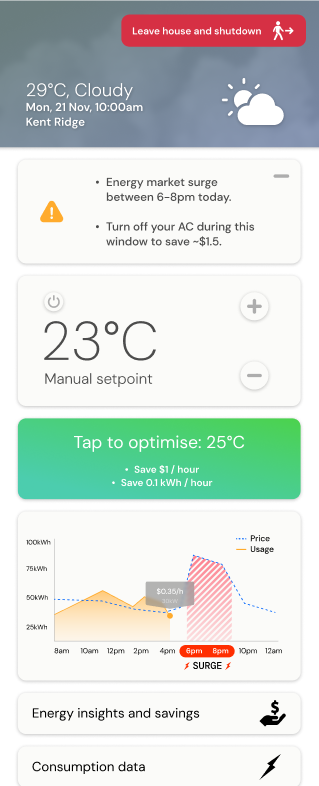 Leave house and shutdown
29°C, Cloudy
Mon, 21 Nov, 10:00am
Kent Ridge
• Energy market surge
between 6-8pm today.
• Turn off your AC during this
window to save ~$1.5.
23°C
Manual setpoint
Tap to optimise: 25°C
• Save $1 / hour
• Save 0.1 kWh / hour
100kWh
75kWh
50kWh
25kWh
Price
Usage
$0.35/h
8am 10am 12pm 2pm 4pm 6pm 8pm 10pm 12am
SURGE
Energy insights and savings
Consumption data